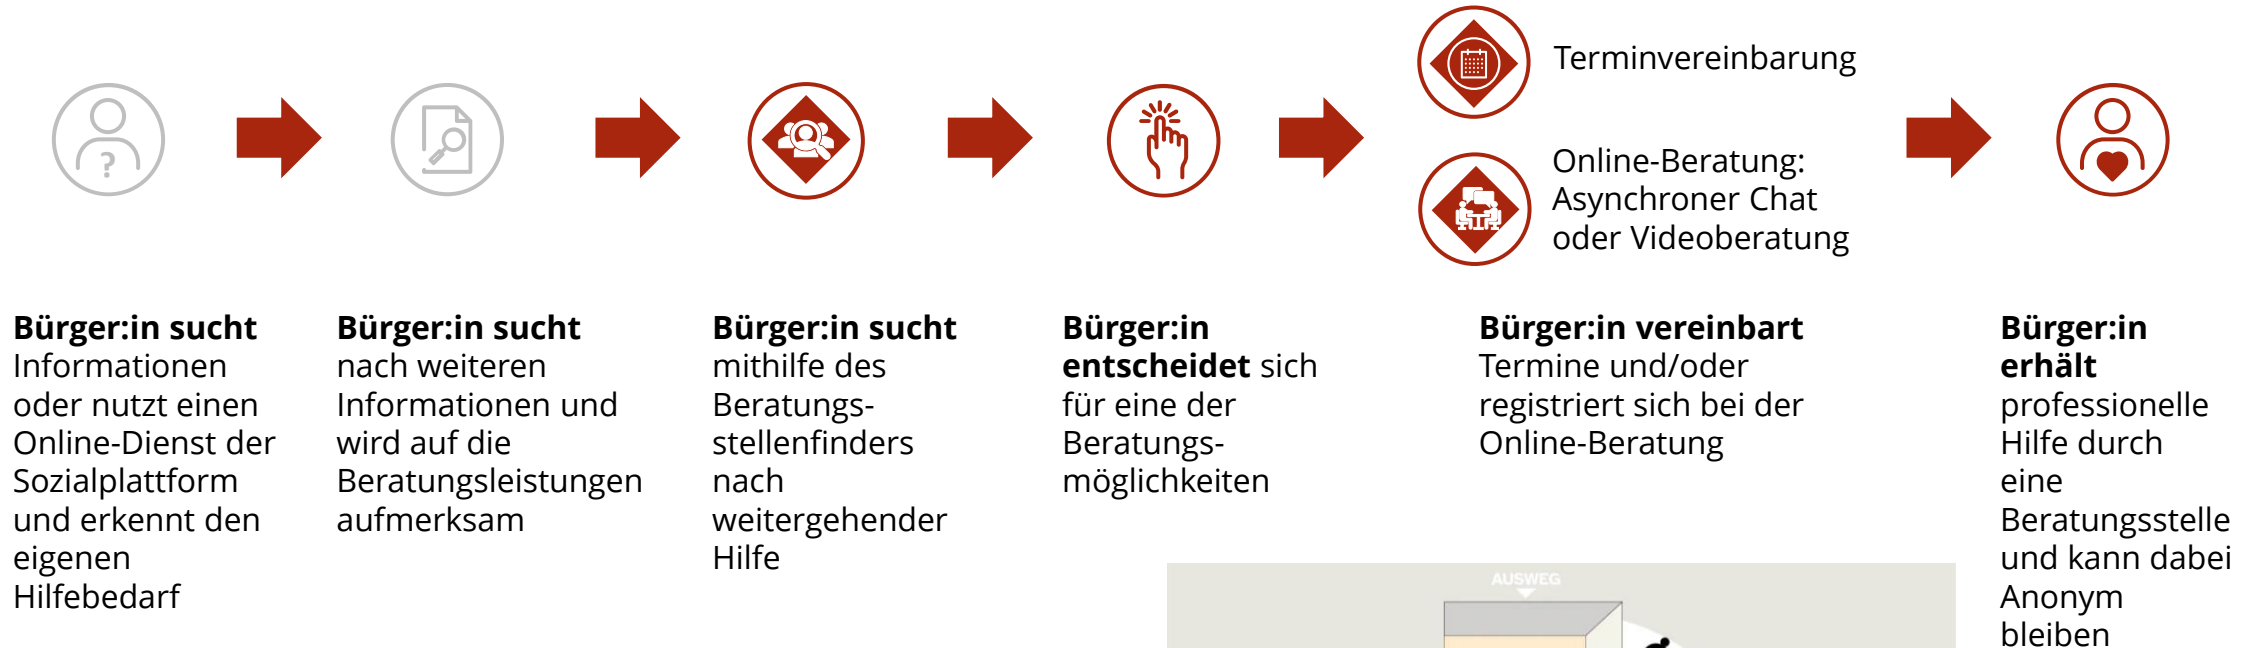 Terminvereinbarung
Online-Beratung:
Asynchroner Chat
oder Videoberatung
?
Bürger:in sucht
Informationen
oder nutzt einen
Online-Dienst der
Sozialplattform
und erkennt den
eigenen
Hilfebedarf
Bürger:in sucht
nach weiteren
Informationen und
wird auf die
Beratungsleistungen
aufmerksam
Bürger:in sucht
mithilfe des
Beratungs-
stellenfinders
nach
weitergehender
Hilfe
Bürger:in
entscheidet sich
für eine der
Beratungs-
möglichkeiten
Bürger:in vereinbart
Termine und/oder
registriert sich bei der
Online-Beratung
Bürger:in
erhält
professionelle
Hilfe durch
eine
Beratungsstelle
und kann dabei
Anonym
bleiben
AUSWEG